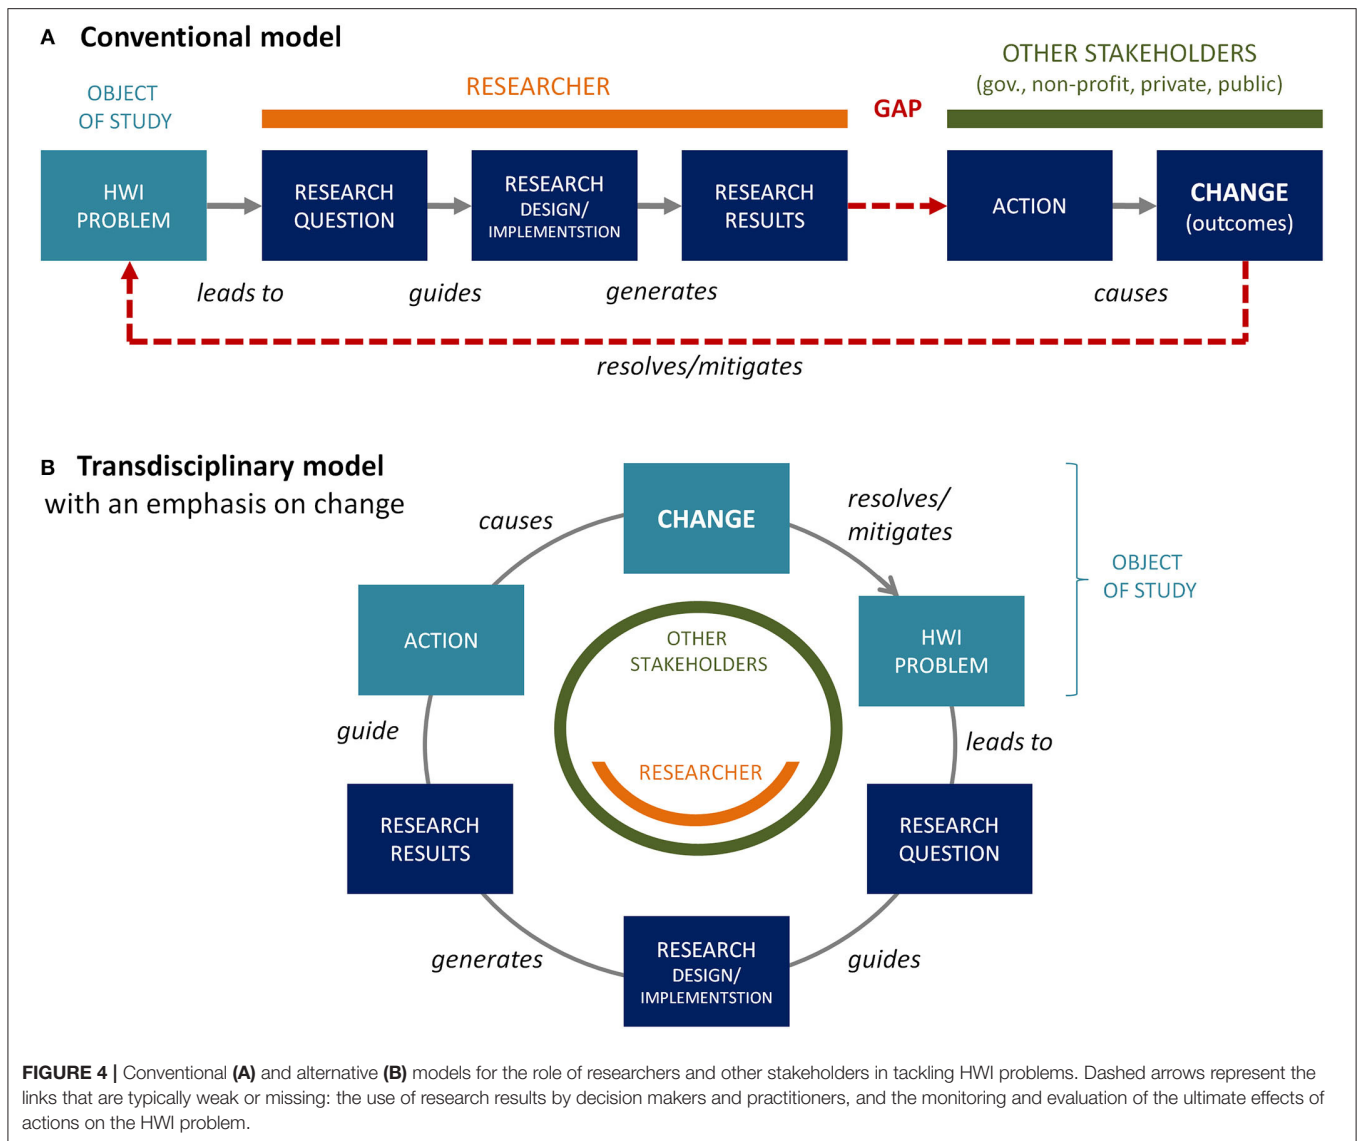 A Conventional model
OBJECT
OF STUDY
RESEARCHER
GAP
OTHER STAKEHOLDERS
(gov., non-profit, private, public)
HWI
PROBLEM
RESEARCH
QUESTION
RESEARCH
DESIGN/
IMPLEMENTSTION
RESEARCH
RESULTS
ACTION
CHANGE
(outcomes)
leads to
guides
generates
causes
resolves/mitigates
B Transdisciplinary model
with an emphasis on change
causes
CHANGE
resolves/
mitigates
OBJECT
OF STUDY
ACTION
OTHER
STAKEHOLDERS
HWI
PROBLEM
guide
RESEARCHER
leads to
RESEARCH
RESULTS
RESEARCH
QUESTION
generates
RESEARCH
DESIGN/
IMPLEMENTSTION
guides
FIGURE 4 | Conventional (A) and alternative (B) models for the role of researchers and other stakeholders in tackling HWI problems. Dashed arrows represent the
links that are typically weak or missing: the use of research results by decision makers and practitioners, and the monitoring and evaluation of the ultimate effects of
actions on the HWI problem.